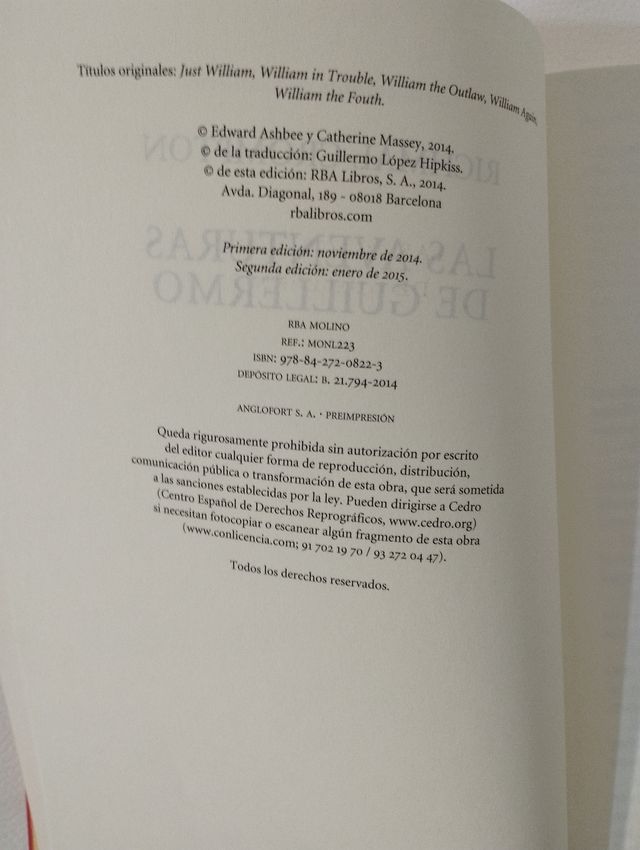 Títulos originales: Just William, William in Trouble, William the Outlaw, William Again,
William the Fouth.
© Edward Ashbee y Catherine Massey, 2014.
© de la traducción: Guillermo López Hipkiss.
© de esta edición: RBA Libros, S. A., 2014.
Avda. Diagonal, 189 - 08018 Barcelona
rbalibros.com
Primera edición: noviembre de 2014.
Segunda edición: enero de 2015.
RBA MOLINO
REF.: MONL223
ISBN: 978-84-272-0822-3
DEPÓSITO LEGAL: B. 21.794-2014
ANGLOFORT S. A. · PREIMPRESIÓN
Queda rigurosamente prohibida sin autorización por escrito
del editor cualquier forma de reproducción, distribución,
comunicación pública o transformación de esta obra, que será sometida
a las sanciones establecidas por la ley. Pueden dirigirse a Cedro
(Centro Español de Derechos Reprográficos, www.cedro.org)
si necesitan fotocopiar o escanear algún fragmento de esta obra
(www.conlicencia.com; 91 702 19 70 / 93 272 04 47).
Todos los derechos reservados.
LAS AVENTURAS
DE GUILLERMO